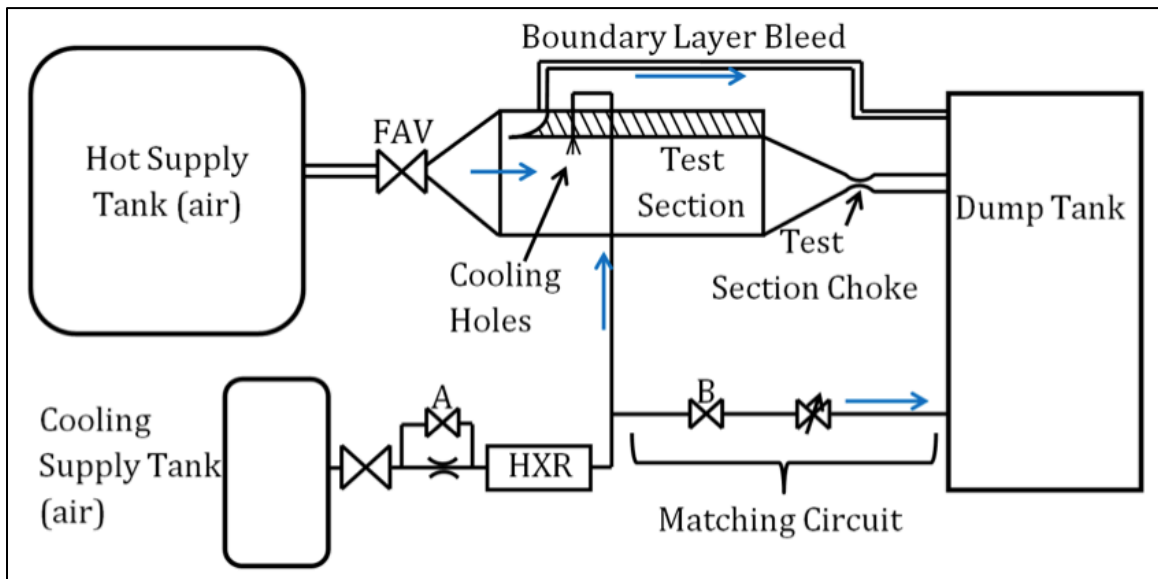 Boundary Layer Bleed
Hot Supply
Tank (air)
FAV
Test
Section
Dump Tank
Cooling
Holes
Test
Section Choke
Cooling
Supply Tank
(air)
A
HXR
B
Matching Circuit